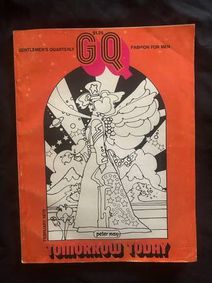 GQ
GENTLEMEN'S QUARTERLY
FASHION FOR MEN
peter max
TOMORROW TODAY